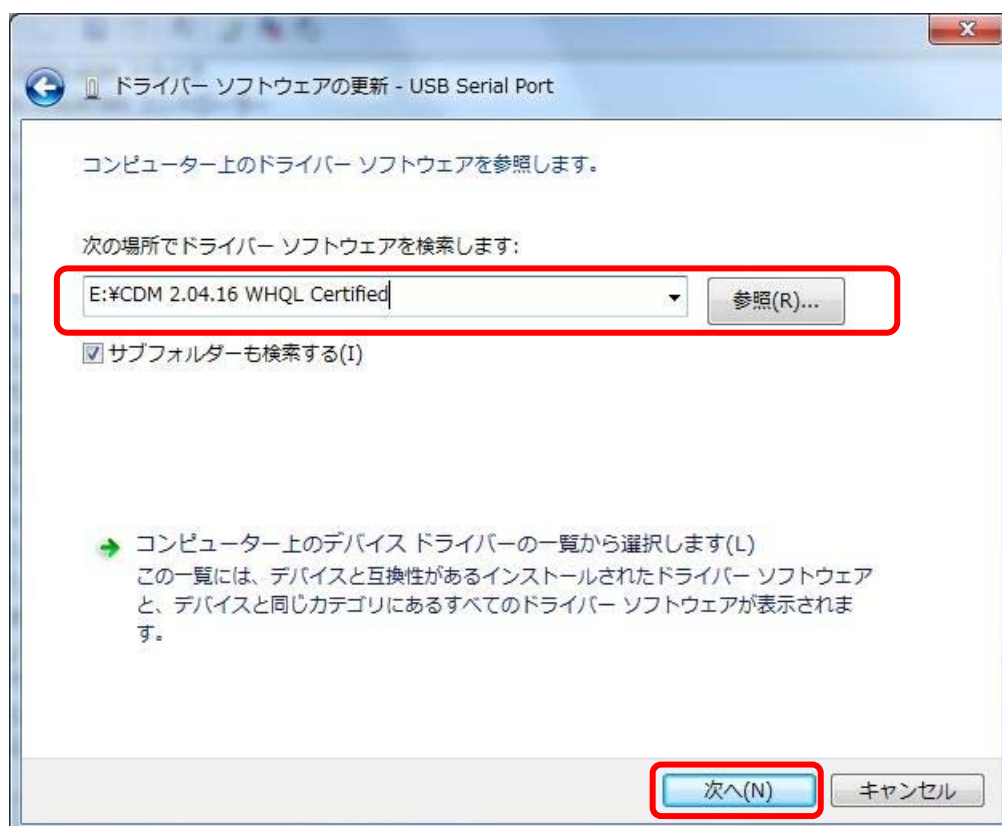 ドライバー ソフトウェアの更新 - USB Serial Port
コンピューター上のドライバー ソフトウェアを参照します。
次の場所でドライバー ソフトウェアを検索します:
E:¥CDM 2.04.16 WHQL Certified
参照(R)...
サブフォルダーも検索する(I)
コンピューター上のデバイス ドライバーの一覧から選択します(L)
この一覧には、デバイスと互換性があるインストールされたドライバー ソフトウェア
と、デバイスと同じカテゴリにあるすべてのドライバー ソフトウェアが表示されま
す。
次へ(N)
キャンセル